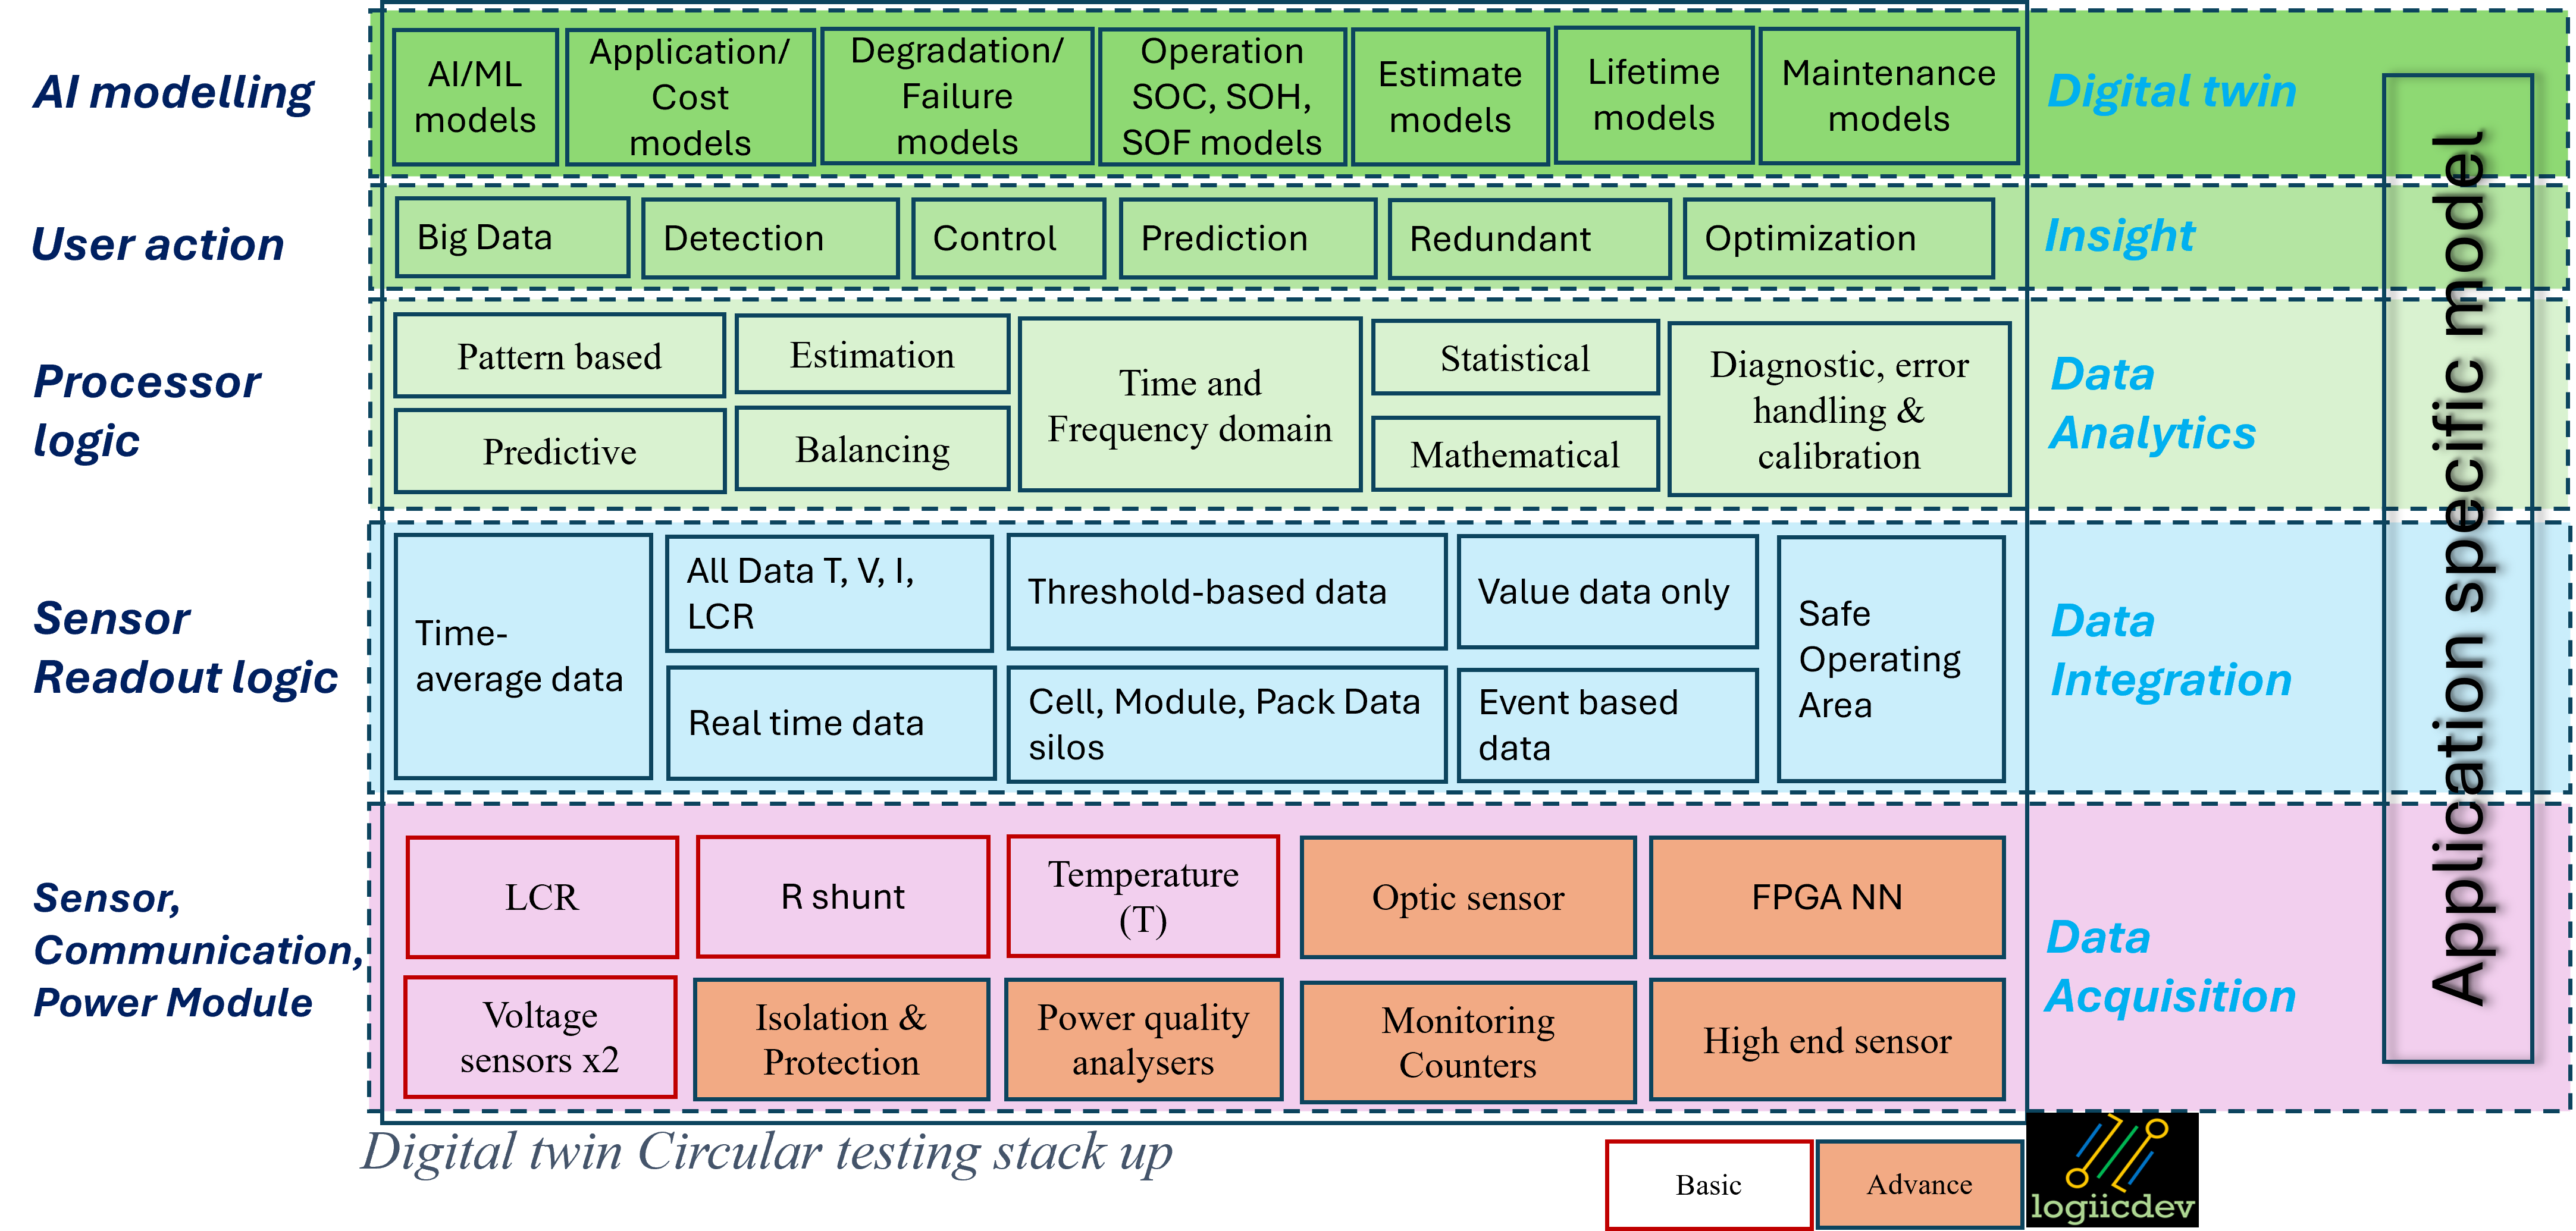 AI modelling
AI/ML
models
Application/
Cost
models
Degradation/
Failure
models
Operation
SOC, SOH,
SOF models
Estimate
models
Lifetime
models
Maintenance
models
Digital twin
User action
Big Data
Detection
Control
Prediction
Redundant
Optimization
Insight
Processor
logic
Pattern based
Predictive
Estimation
Balancing
Time and
Frequency domain
Statistical
Mathematical
Diagnostic, error
handling &
calibration
Data
Analytics
Sensor
Readout logic
Time-
average data
All Data T, V, I,
LCR
Real time data
Threshold-based data
Cell, Module, Pack Data
silos
Value data only
Event based
data
Safe
Operating
Area
Data
Integration
Sensor,
Communication,
Power Module
LCR
R shunt
Temperature
(T)
Optic sensor
FPGA NN
Voltage
sensors x2
Isolation &
Protection
Power quality
analysers
Monitoring
Counters
High end sensor
Data
Acquisition
Application specific model
Digital twin Circular testing stack up
Basic
Advance
logiicdev